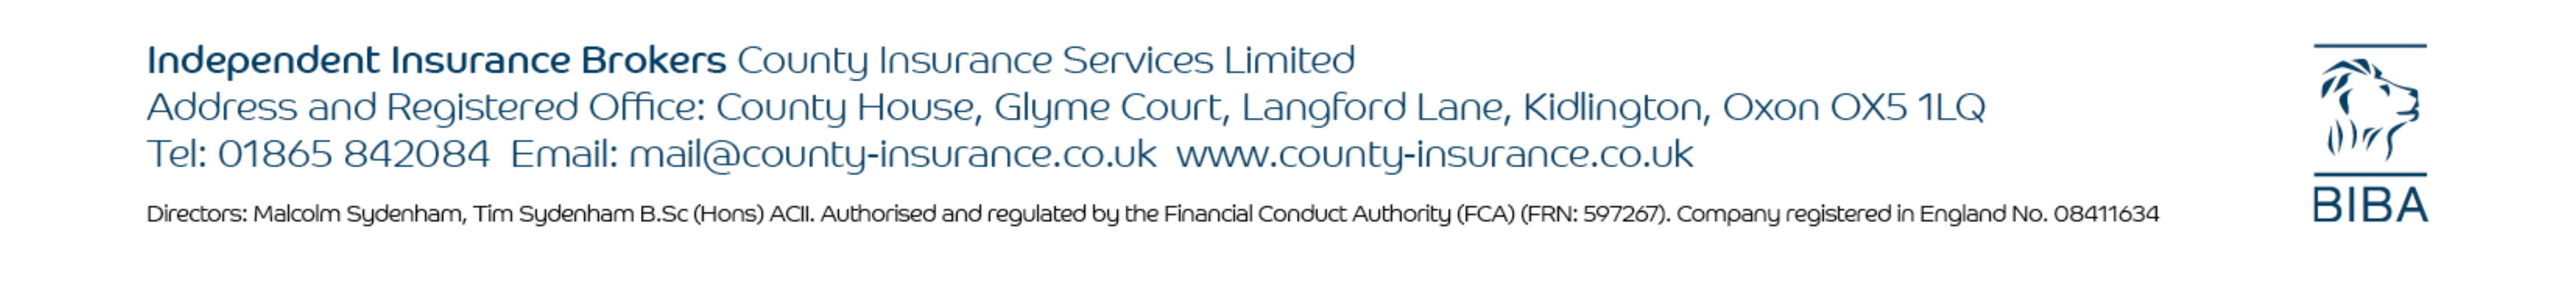 Independent Insurance Brokers County Insurance Services Limited
Address and Registered Office: County House, Glyme Court, Langford Lane, Kidlington, Oxon OX5 1LQ
Tel: 01865 842084 Email: mail@county-insurance.co.uk www.county-insurance.co.uk
Directors: Malcolm Sydenham, Tim Sydenham B.Sc (Hons) ACII. Authorised and regulated by the Financial Conduct Authority (FCA) (FRN: 597267). Company registered in England No. 08411634
BIBA